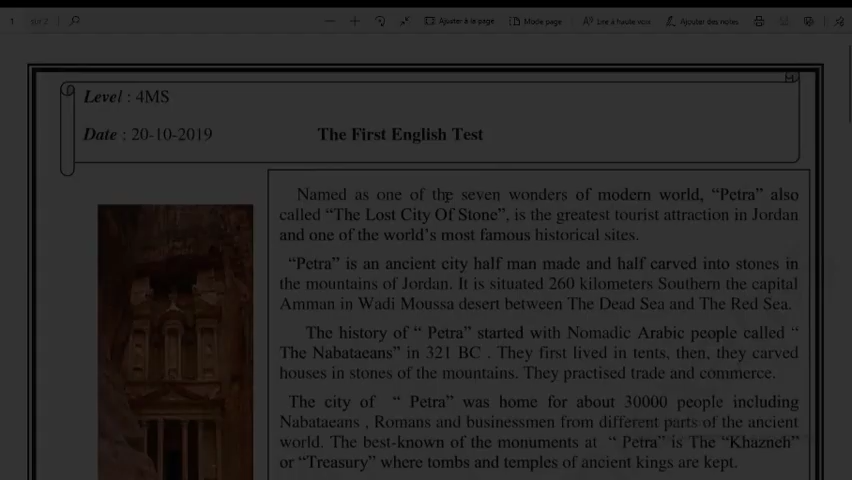 1 sur 2 Ajuster à la page Mode page Lire à haute voix Ajouter des notes
Level : 4MS
Date : 20-10-2019 The First English Test
Named as one of the seven wonders of modern world, “Petra” also
called “The Lost City Of Stone”, is the greatest tourist attraction in Jordan
and one of the world’s most famous historical sites.
“Petra” is an ancient city half man made and half carved into stones in
the mountains of Jordan. It is situated 260 kilometers Southern the capital
Amman in Wadi Moussa desert between The Dead Sea and The Red Sea.
The history of “ Petra” started with Nomadic Arabic people called “
The Nabataeans” in 321 BC . They first lived in tents, then, they carved
houses in stones of the mountains. They practised trade and commerce.
The city of “ Petra” was home for about 30000 people including
Nabataeans , Romans and businessmen from different parts of the ancient
world. The best-known of the monuments at “ Petra” is The “Khazneh”
or “Treasury” where tombs and temples of ancient kings are kept.